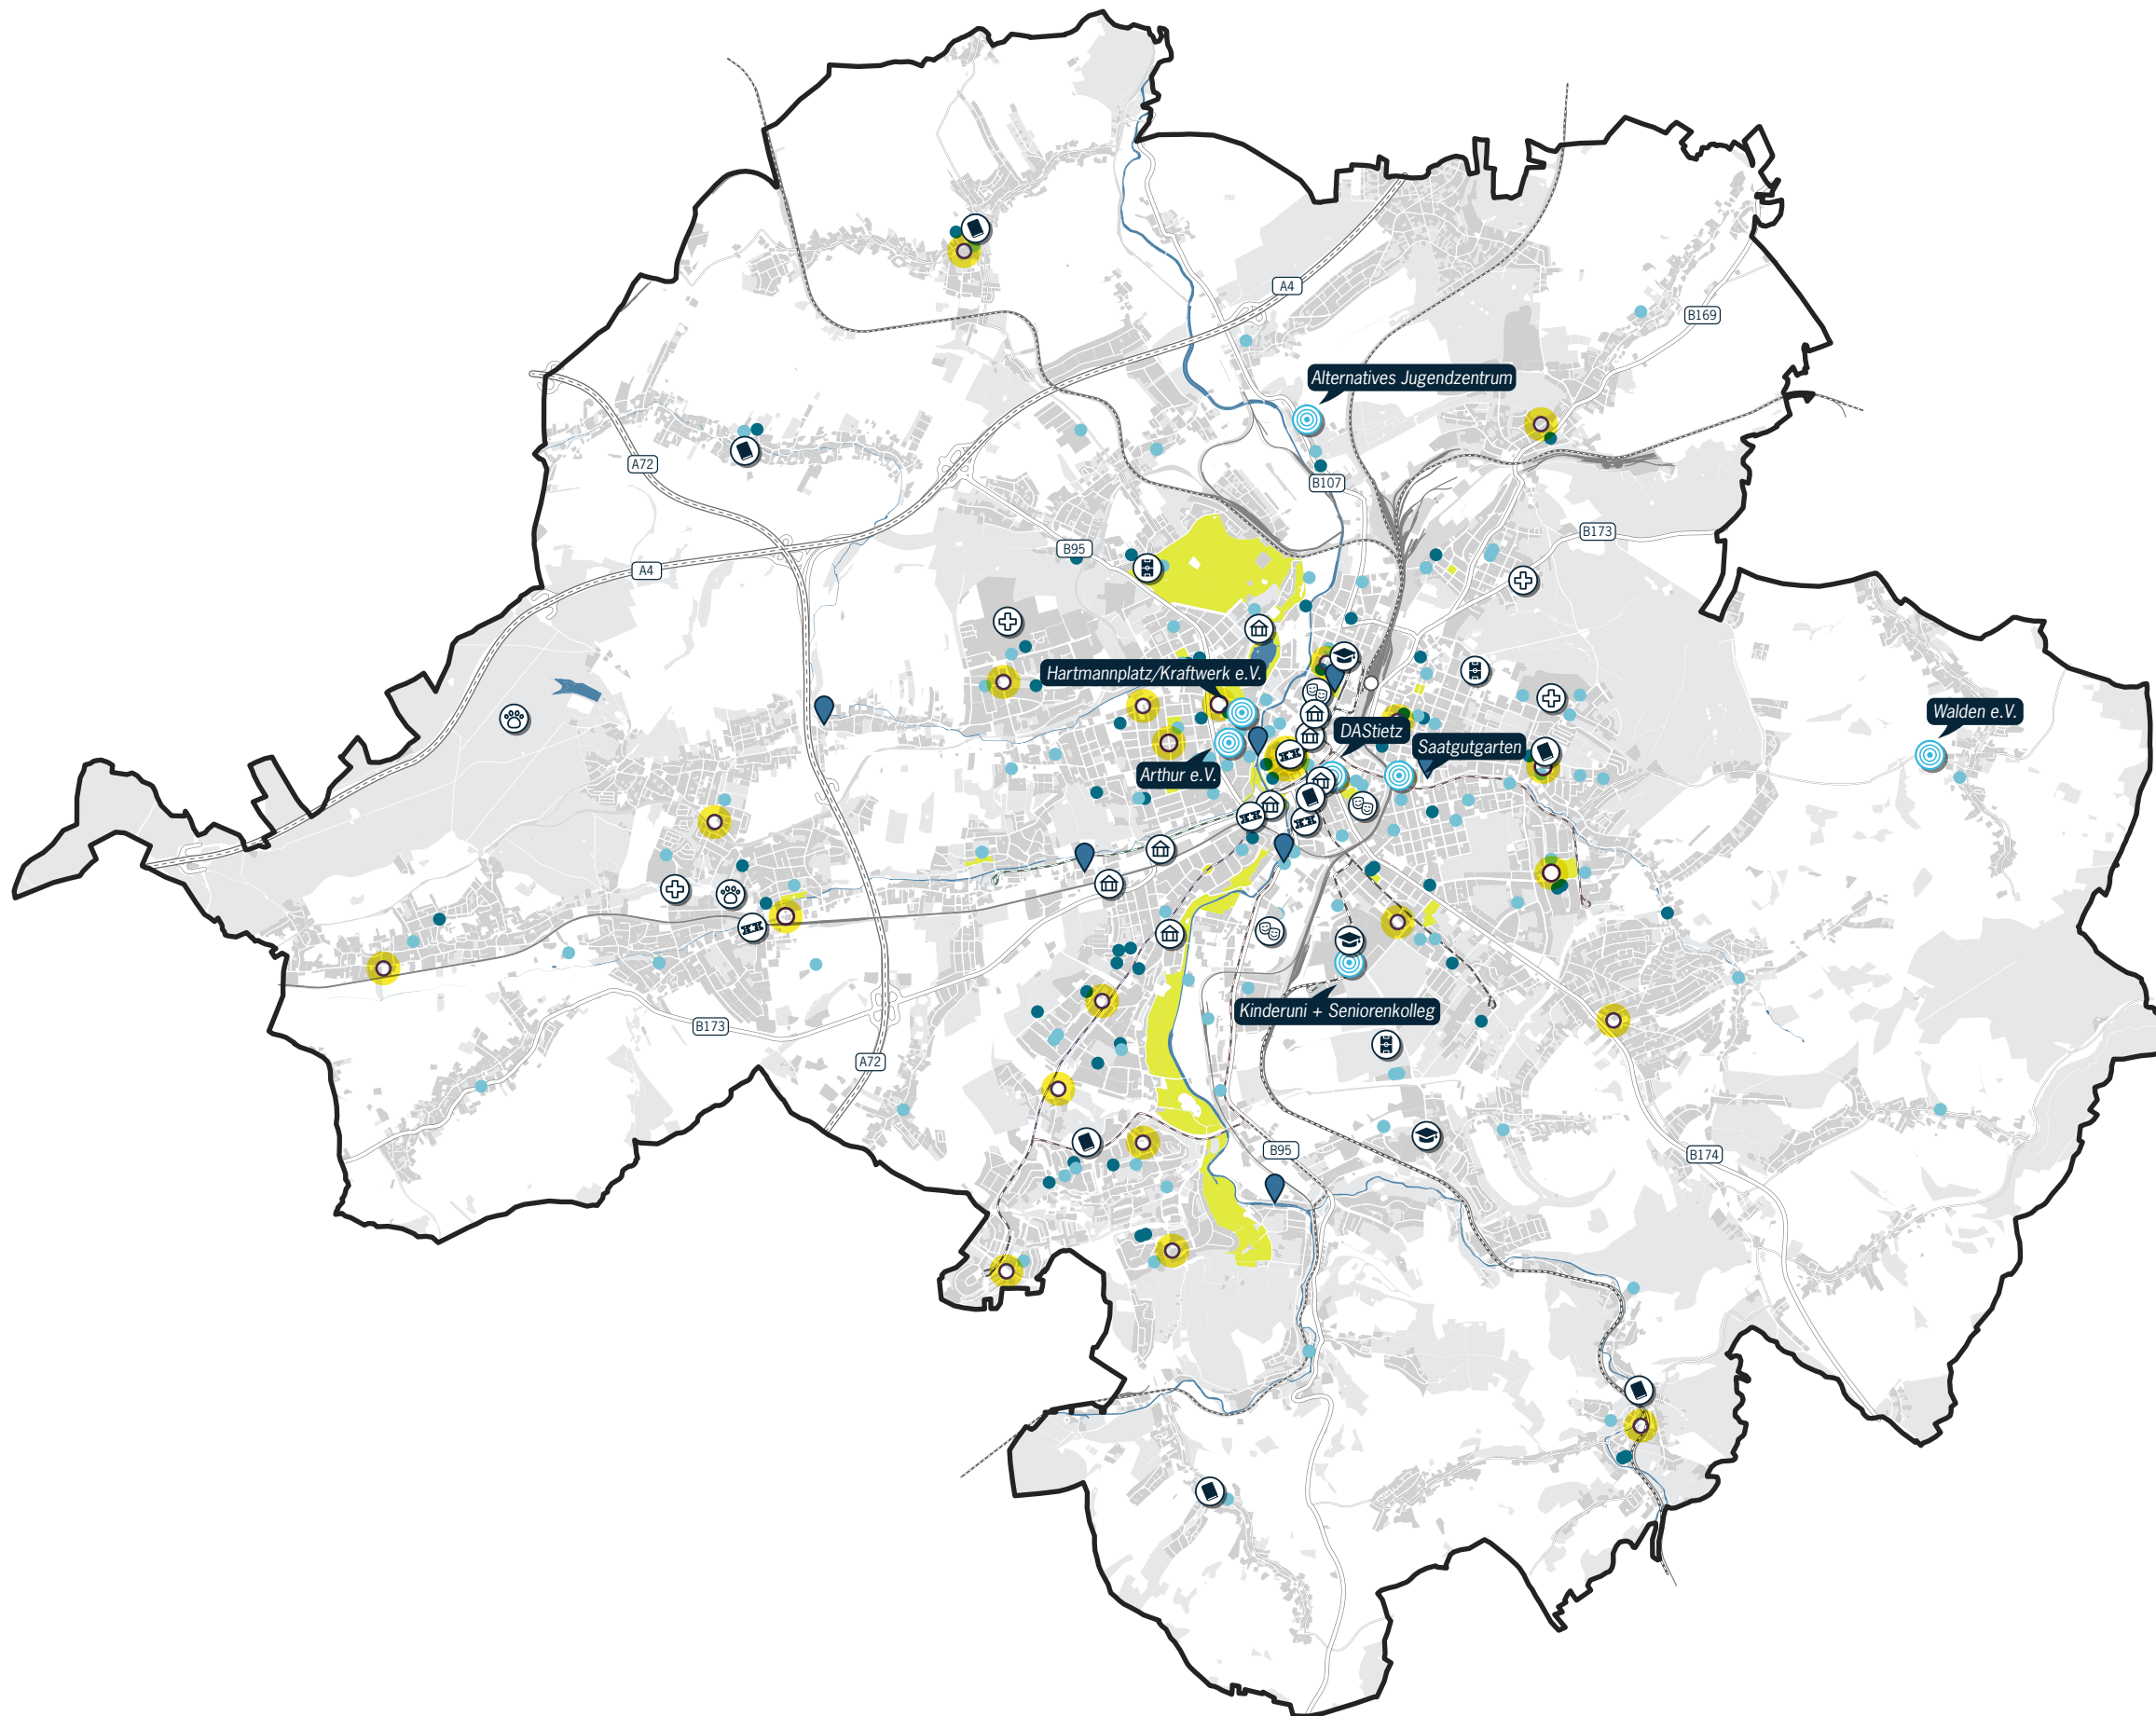 A4
B169
Alternatives Jugendzentrum
A72
B107
B173
B95
A4
Hartmannplatz/Kraftwerk e.V.
Walden e.V.
DAStietz
Saatgutgarten
Arthur e.V.
Kinderuni + Seniorenkolleg
B173
A72
B95
B174